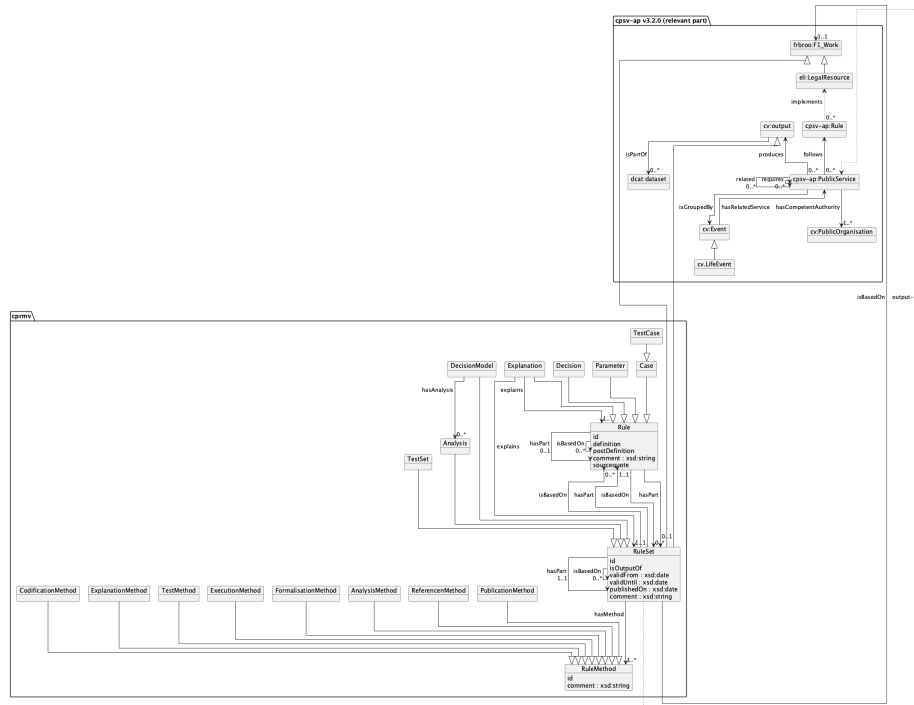 cpsv-ap v3.2.0 (relevant part)
1..1
frbroo:F1_Work
eli:LegalResource
implements
0..*
cv:output
cpsv-ap:Rule
isPartOf
produces
follows
0..*
0..*
0..*
dcat:dataset
related
requires
cpsv-ap:PublicService
0..*
0..*
isGroupedBy
hasRelatedService
hasCompetentAuthority
cv:Event
1..*
cv:PublicOrganisation
cv.LifeEvent
isBasedOn
output-
cprmv
TestCase
DecisionModel
Explanation
Decision
Parameter
Case
hasAnalysis
explains
1
Rule
id
definition
postDefinition
comment : xsd:string
sourcequote
hasPart
0..1
isBasedOn
0..*
0..*
Analysis
explains
TestSet
0..*
1..1
isBasedOn
hasPart
isBasedOn
hasPart
0..1
1..1
0..*
RuleSet
id
isOutputOf
validFrom : xsd:date
validUntil : xsd:date
publishedOn : xsd:date
comment : xsd:string
hasPart
1..1
isBasedOn
0..*
CodificationMethod
ExplanationMethod
TestMethod
ExecutionMethod
FormalisationMethod
AnalysisMethod
ReferencenMethod
PublicationMethod
hasMethod
1..*
RuleMethod
id
comment : xsd:string